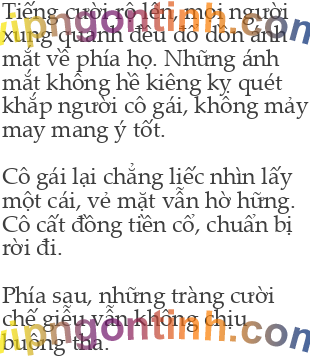 Tiếng cười rộ lên, mọi người
xung quanh đều đổ dồn ánh
mắt về phía họ. Những ánh
mắt không hề kiêng kỵ quét
khắp người cô gái, không mảy
may mang ý tốt.
Cô gái lại chẳng liếc nhìn lấy
một cái, vẻ mặt vẫn hờ hững.
Cô cất đồng tiền cổ, chuẩn bị
rời đi.
Phía sau, những tràng cười
chế giễu vẫn không chịu
buông tha.